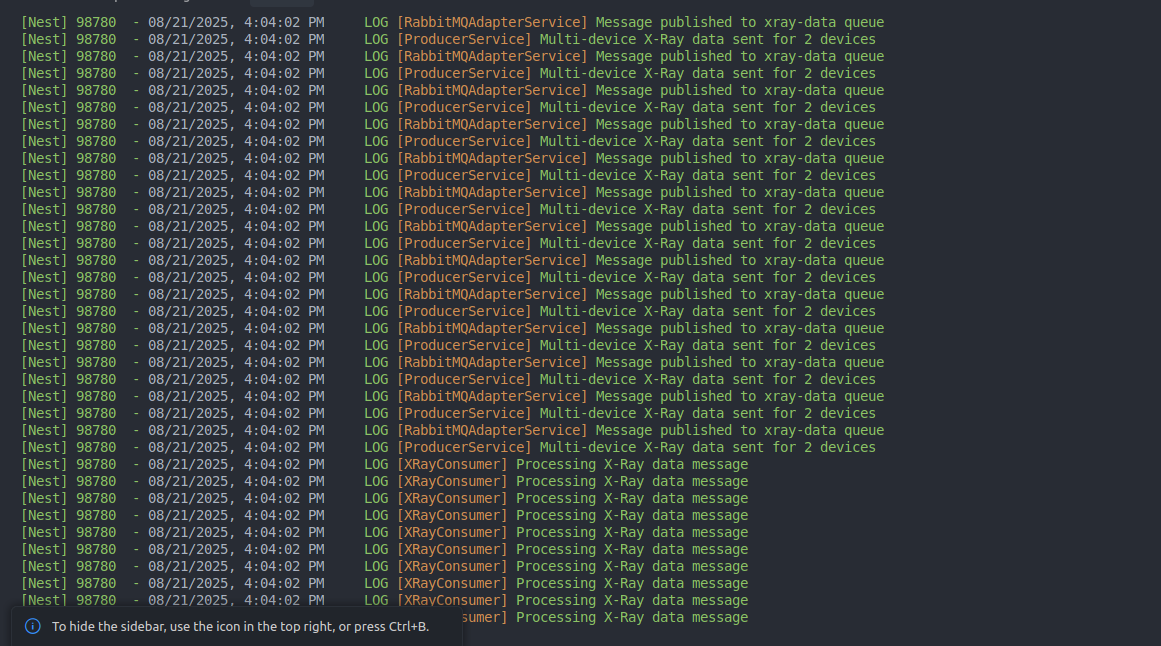 [Nest] 98780  - 08/21/2025, 4:04:02 PM     LOG [RabbitMQAdapterService] Message published to xray-data queue
[Nest] 98780  - 08/21/2025, 4:04:02 PM     LOG [ProducerService] Multi-device X-Ray data sent for 2 devices
[Nest] 98780  - 08/21/2025, 4:04:02 PM     LOG [RabbitMQAdapterService] Message published to xray-data queue
[Nest] 98780  - 08/21/2025, 4:04:02 PM     LOG [ProducerService] Multi-device X-Ray data sent for 2 devices
[Nest] 98780  - 08/21/2025, 4:04:02 PM     LOG [RabbitMQAdapterService] Message published to xray-data queue
[Nest] 98780  - 08/21/2025, 4:04:02 PM     LOG [ProducerService] Multi-device X-Ray data sent for 2 devices
[Nest] 98780  - 08/21/2025, 4:04:02 PM     LOG [RabbitMQAdapterService] Message published to xray-data queue
[Nest] 98780  - 08/21/2025, 4:04:02 PM     LOG [ProducerService] Multi-device X-Ray data sent for 2 devices
[Nest] 98780  - 08/21/2025, 4:04:02 PM     LOG [RabbitMQAdapterService] Message published to xray-data queue
[Nest] 98780  - 08/21/2025, 4:04:02 PM     LOG [ProducerService] Multi-device X-Ray data sent for 2 devices
[Nest] 98780  - 08/21/2025, 4:04:02 PM     LOG [RabbitMQAdapterService] Message published to xray-data queue
[Nest] 98780  - 08/21/2025, 4:04:02 PM     LOG [ProducerService] Multi-device X-Ray data sent for 2 devices
[Nest] 98780  - 08/21/2025, 4:04:02 PM     LOG [RabbitMQAdapterService] Message published to xray-data queue
[Nest] 98780  - 08/21/2025, 4:04:02 PM     LOG [ProducerService] Multi-device X-Ray data sent for 2 devices
[Nest] 98780  - 08/21/2025, 4:04:02 PM     LOG [RabbitMQAdapterService] Message published to xray-data queue
[Nest] 98780  - 08/21/2025, 4:04:02 PM     LOG [ProducerService] Multi-device X-Ray data sent for 2 devices
[Nest] 98780  - 08/21/2025, 4:04:02 PM     LOG [RabbitMQAdapterService] Message published to xray-data queue
[Nest] 98780  - 08/21/2025, 4:04:02 PM     LOG [ProducerService] Multi-device X-Ray data sent for 2 devices
[Nest] 98780  - 08/21/2025, 4:04:02 PM     LOG [RabbitMQAdapterService] Message published to xray-data queue
[Nest] 98780  - 08/21/2025, 4:04:02 PM     LOG [ProducerService] Multi-device X-Ray data sent for 2 devices
[Nest] 98780  - 08/21/2025, 4:04:02 PM     LOG [RabbitMQAdapterService] Message published to xray-data queue
[Nest] 98780  - 08/21/2025, 4:04:02 PM     LOG [ProducerService] Multi-device X-Ray data sent for 2 devices
[Nest] 98780  - 08/21/2025, 4:04:02 PM     LOG [RabbitMQAdapterService] Message published to xray-data queue
[Nest] 98780  - 08/21/2025, 4:04:02 PM     LOG [ProducerService] Multi-device X-Ray data sent for 2 devices
[Nest] 98780  - 08/21/2025, 4:04:02 PM     LOG [RabbitMQAdapterService] Message published to xray-data queue
[Nest] 98780  - 08/21/2025, 4:04:02 PM     LOG [ProducerService] Multi-device X-Ray data sent for 2 devices
[Nest] 98780  - 08/21/2025, 4:04:02 PM     LOG [XRayConsumer] Processing X-Ray data message
[Nest] 98780  - 08/21/2025, 4:04:02 PM     LOG [XRayConsumer] Processing X-Ray data message
[Nest] 98780  - 08/21/2025, 4:04:02 PM     LOG [XRayConsumer] Processing X-Ray data message
[Nest] 98780  - 08/21/2025, 4:04:02 PM     LOG [XRayConsumer] Processing X-Ray data message
[Nest] 98780  - 08/21/2025, 4:04:02 PM     LOG [XRayConsumer] Processing X-Ray data message
[Nest] 98780  - 08/21/2025, 4:04:02 PM     LOG [XRayConsumer] Processing X-Ray data message
[Nest] 98780  - 08/21/2025, 4:04:02 PM     LOG [XRayConsumer] Processing X-Ray data message
[Nest] 98780  - 08/21/2025, 4:04:02 PM     LOG [XRayConsumer] Processing X-Ray data message
[Nest] 98780  - 08/21/2025, 4:04:02 PM     LOG [XRayConsumer] Processing X-Ray data message
sumer] Processing X-Ray data message
To hide the sidebar, use the icon in the top right, or press Ctrl+B.